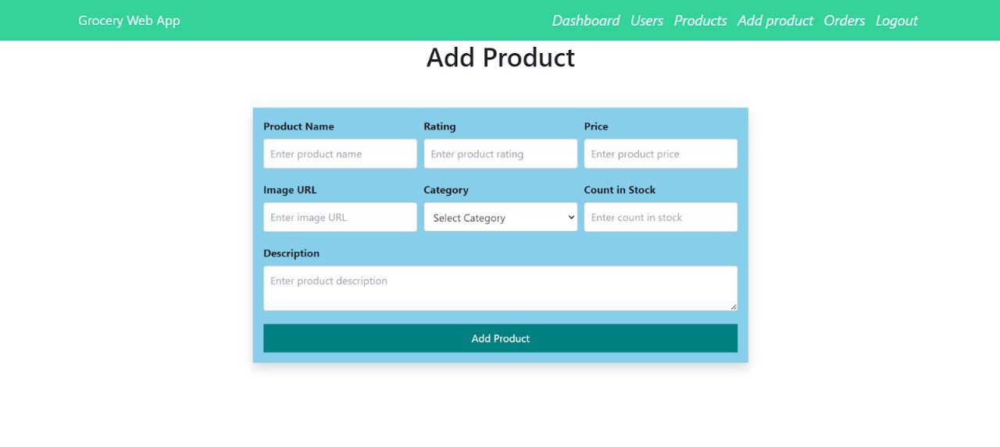 Grocery Web App Dashboard Users Products Add product Orders Logout
Add Product
Product Name Rating Price
Enter product name Enter product rating Enter product price
Image URL Category Count in Stock
Enter image URL Select Category Enter count in stock
Description
Enter product description
Add Product